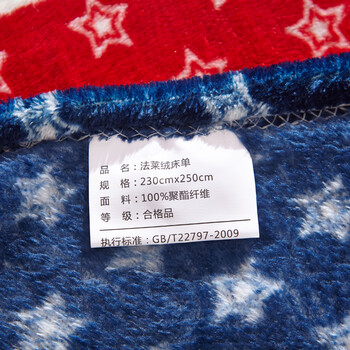 品 名：法莱绒床单
规 格：230cmx250cm
面 料：100%聚酯纤维
等 级：合格品
执行标准：GB/T22797-2009